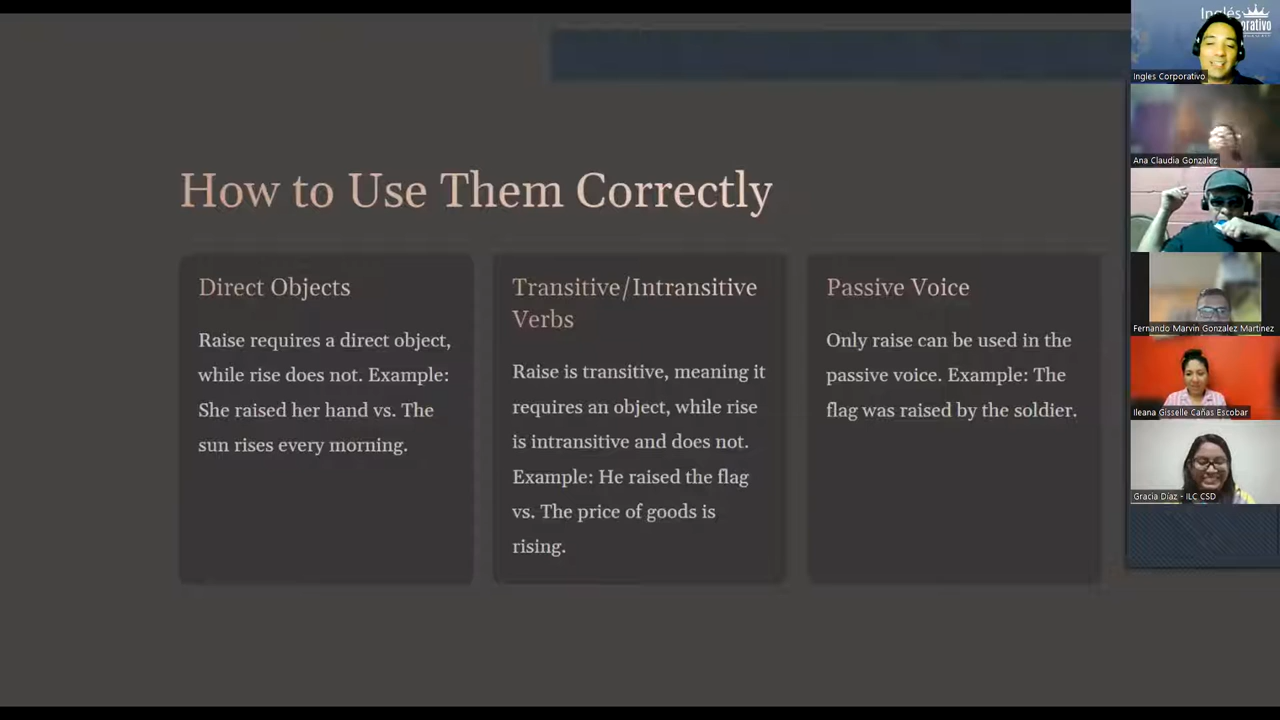 How to Use Them Correctly
Direct Objects
Raise requires a direct object,
while rise does not. Example:
She raised her hand vs. The
sun rises every morning.
Transitive/Intransitive
Verbs
Raise is transitive, meaning it
requires an object, while rise
is intransitive and does not.
Example: He raised the flag
vs. The price of goods is
rising.
Passive Voice
Only raise can be used in the
passive voice. Example: The
flag was raised by the soldier.
Inglés
Ingles Corporativo
Ana Claudia Gonzalez
Fernando Marvin Gonzalez Martinez
Ileana Gisselle Cañas Escobar
Gracia Diaz - ILC CSD